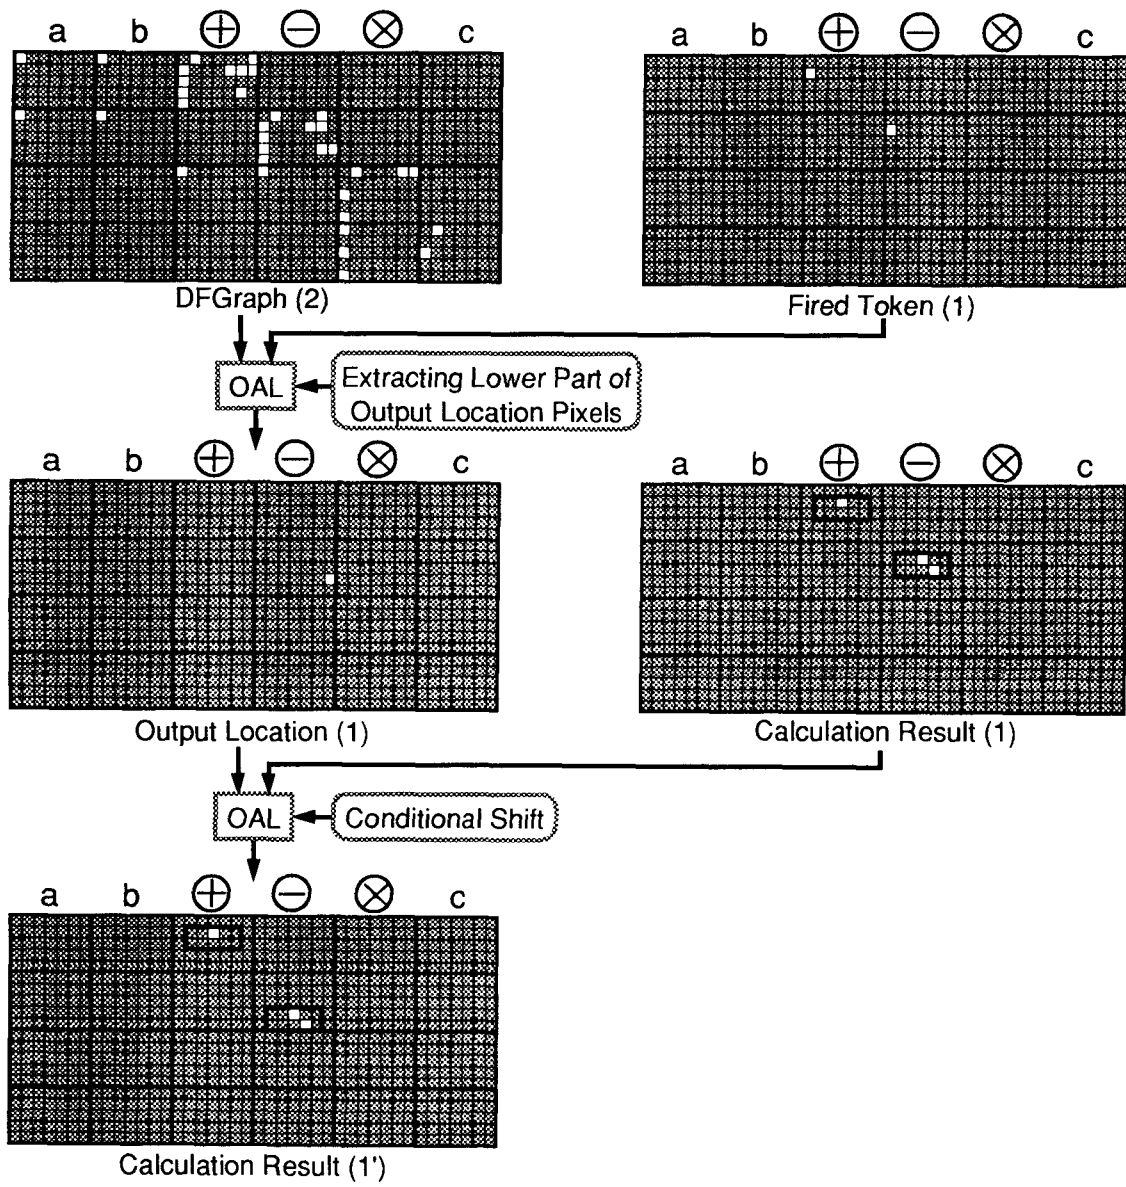 a b ⊕ ⊖ ⊗ c
a b ⊕ ⊖ ⊗ c
DFGraph (2)
Fired Token (1)
OAL
Extracting Lower Part of
Output Location Pixels
a b ⊕ ⊖ ⊗ c
a b ⊕ ⊖ ⊗ c
Output Location (1)
Calculation Result (1)
OAL
Conditional Shift
a b ⊕ ⊖ ⊗ c
Calculation Result (1')